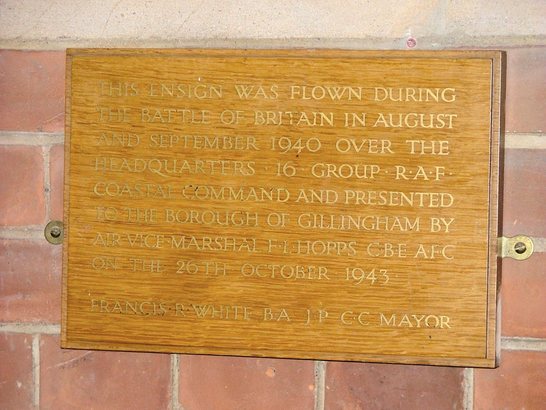 THIS ENSIGN WAS FLOWN DURING
THE BATTLE OF BRITAIN IN AUGUST
AND SEPTEMBER 1940 OVER THE
HEADQUARTERS · 16 GROUP · R·A·F·
COASTAL COMMAND AND PRESENTED
TO THE BOROUGH OF GILLINGHAM BY
AIR VICE-MARSHAL F·L·HOPPS C·BE AFC
ON THE 26TH OCTOBER 1943
FRANCIS·R·WHITE B.A. J.P. C·C MAYOR